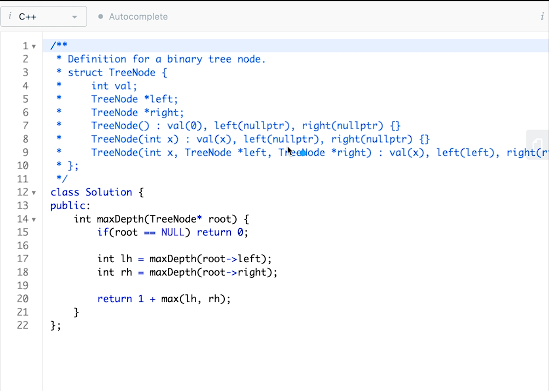 i C++ Autocomplete i
1 /**
2 * Definition for a binary tree node.
3 * struct TreeNode {
4 *     int val;
5 *     TreeNode *left;
6 *     TreeNode *right;
7 *     TreeNode() : val(0), left(nullptr), right(nullptr) {}
8 *     TreeNode(int x) : val(x), left(nullptr), right(nullptr) {}
9 *     TreeNode(int x, TreeNode *left, TreeNode *right) : val(x), left(left), right(r
10 * };
11 */
12 class Solution {
13 public:
14     int maxDepth(TreeNode* root) {
15         if(root == NULL) return 0;
16
17         int lh = maxDepth(root->left);
18         int rh = maxDepth(root->right);
19
20         return 1 + max(lh, rh);
21     }
22 };